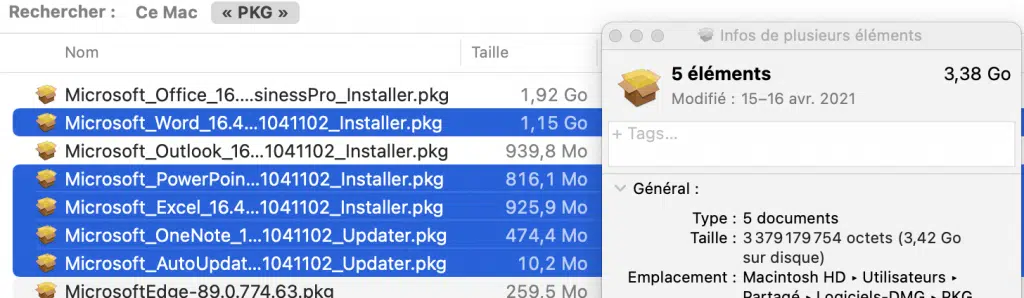 Rechercher : Ce Mac « PKG »
Nom Taille
Microsoft_Office_16....sinessPro_Installer.pkg 1,92 Go
Microsoft_Word_16.4...1041102_Installer.pkg 1,15 Go
Microsoft_Outlook_16...1041102_Installer.pkg 939,8 Mo
Microsoft_PowerPoin...1041102_Installer.pkg 816,1 Mo
Microsoft_Excel_16.4...1041102_Installer.pkg 925,9 Mo
Microsoft_OneNote_1...1041102_Updater.pkg 474,4 Mo
Microsoft_AutoUpdat...1041102_Updater.pkg 10,2 Mo
MicrosoftEdge-89.0.774.63.pkg 259,5 Mo
Infos de plusieurs éléments
5 éléments 3,38 Go
Modifié : 15–16 avr. 2021
+ Tags...
Général :
Type : 5 documents
Taille : 3 379 179 754 octets (3,42 Go
sur disque)
Emplacement : Macintosh HD ▸ Utilisateurs ▸
Partagé ▸ Logiciels-DMG ▸ PKG